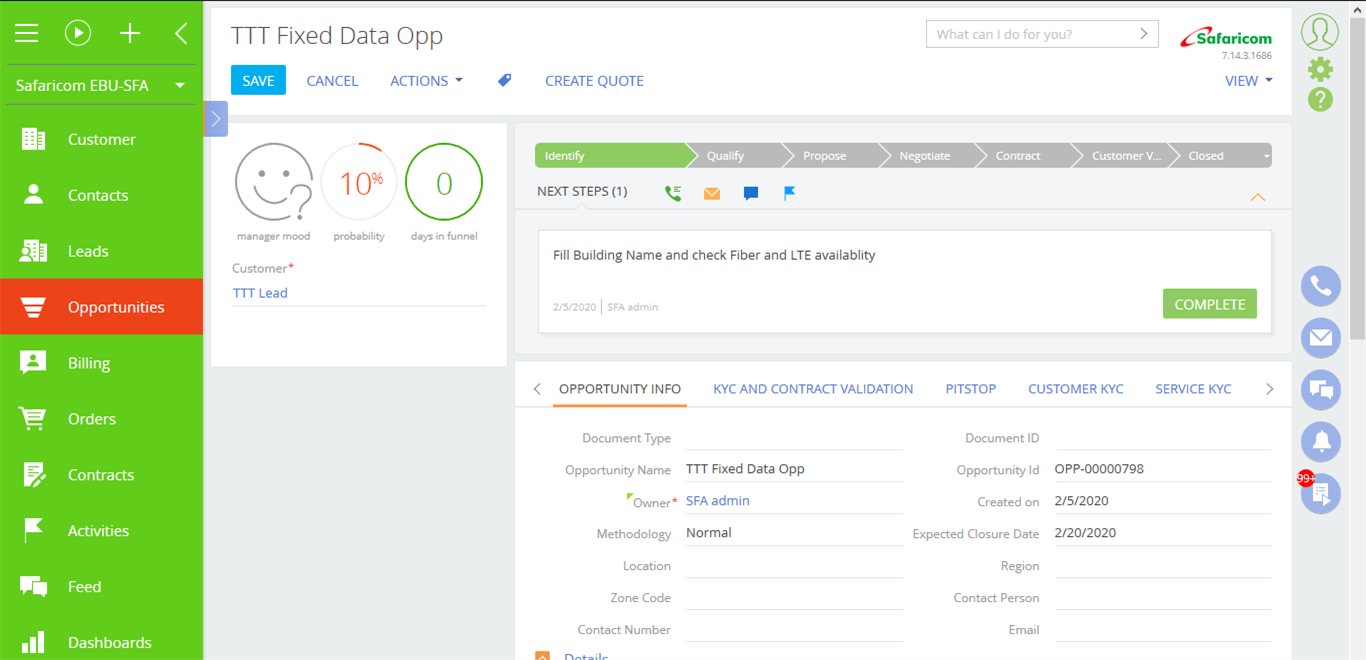 TTT Fixed Data Opp
What can I do for you?
Safaricom
7.14.3.1686
SAVE
CANCEL
ACTIONS
CREATE QUOTE
VIEW
Safaricom EBU-SFA
Customer
Contacts
Leads
Opportunities
Billing
Orders
Contracts
Activities
Feed
Dashboards
10%
0
manager mood
probability
days in funnel
Customer*
TTT Lead
Identify
Qualify
Propose
Negotiate
Contract
Customer V...
Closed
NEXT STEPS (1)
Fill Building Name and check Fiber and LTE availablity
2/5/2020
SFA admin
COMPLETE
OPPORTUNITY INFO
KYC AND CONTRACT VALIDATION
PITSTOP
CUSTOMER KYC
SERVICE KYC
Document Type
Document ID
Opportunity Name TTT Fixed Data Opp
Opportunity Id OPP-00000798
Owner* SFA admin
Created on 2/5/2020
Methodology Normal
Expected Closure Date 2/20/2020
Location
Region
Zone Code
Contact Person
Contact Number
Email
Details
?
99+